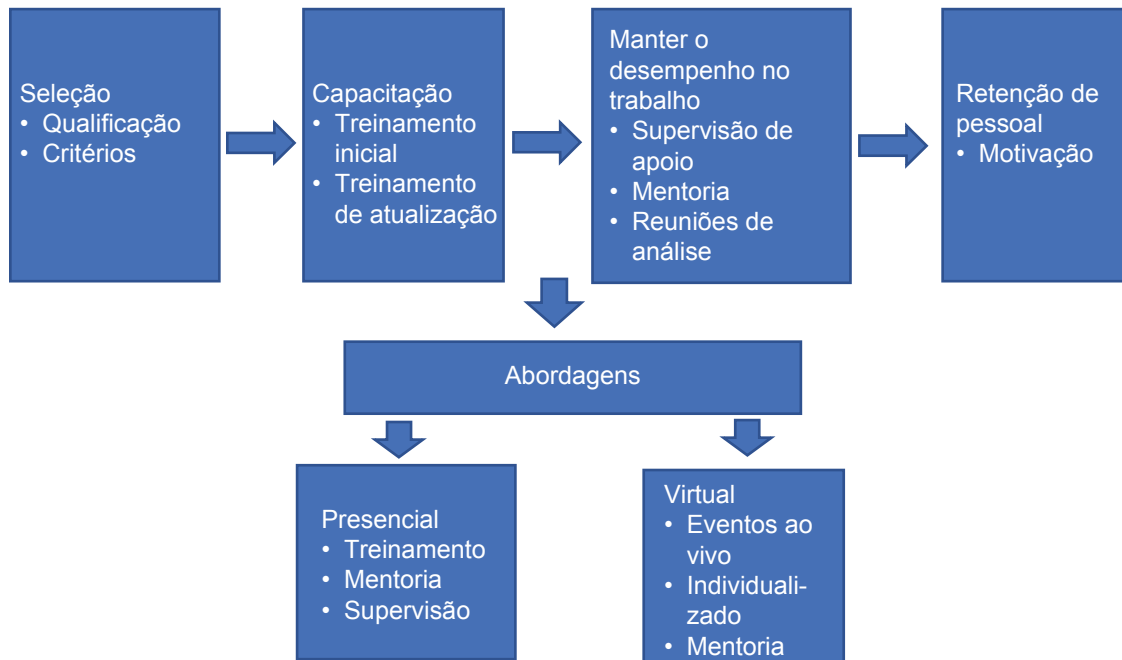 Seleção
• Qualificação
• Critérios
Capacitação
• Treinamento
inicial
• Treinamento
de atualização
Manter o
desempenho no
trabalho
• Supervisão de
apoio
• Mentoria
• Reuniões de
análise
Retenção de
pessoal
• Motivação
Abordagens
Presencial
• Treinamento
• Mentoria
• Supervisão
Virtual
• Eventos ao
vivo
• Individuali-
zado
• Mentoria